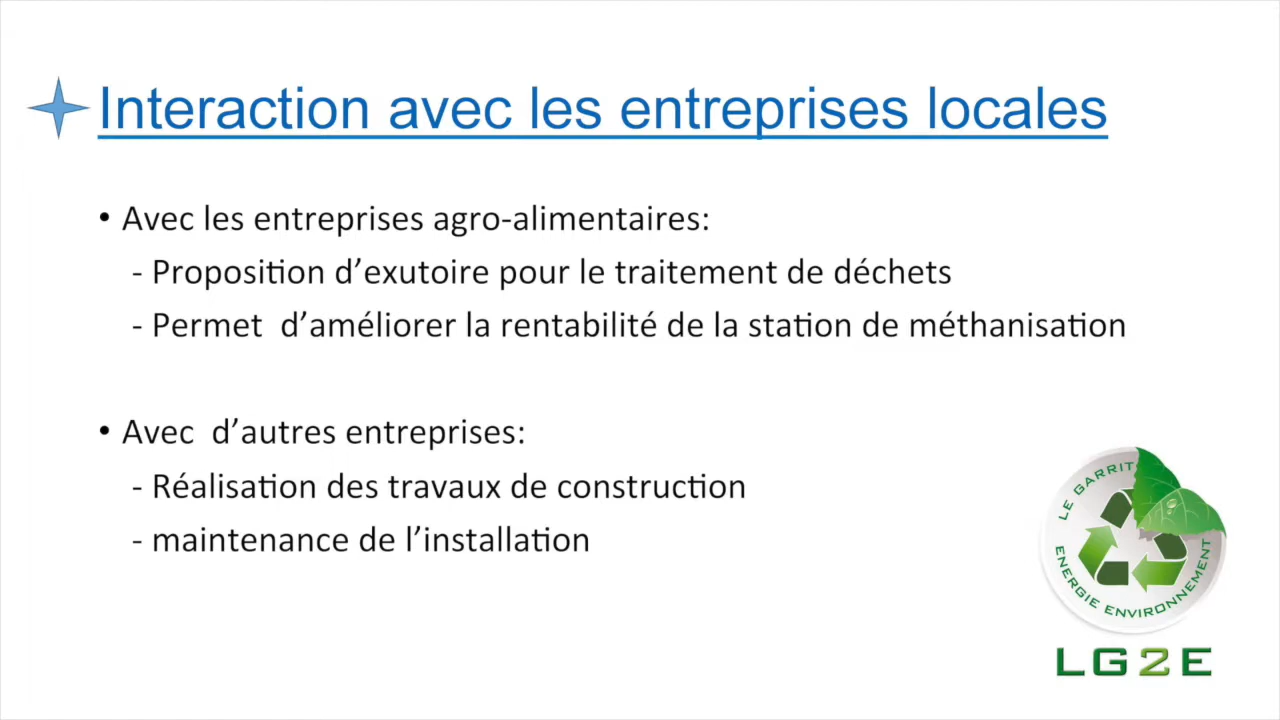 Interaction avec les entreprises locales
• Avec les entreprises agro-alimentaires:
- Proposition d’exutoire pour le traitement de déchets
- Permet  d’améliorer la rentabilité de la station de méthanisation
• Avec  d’autres entreprises:
- Réalisation des travaux de construction
- maintenance de l’installation
LE
ENERGIE ENVIRONNEMENT
LG2E